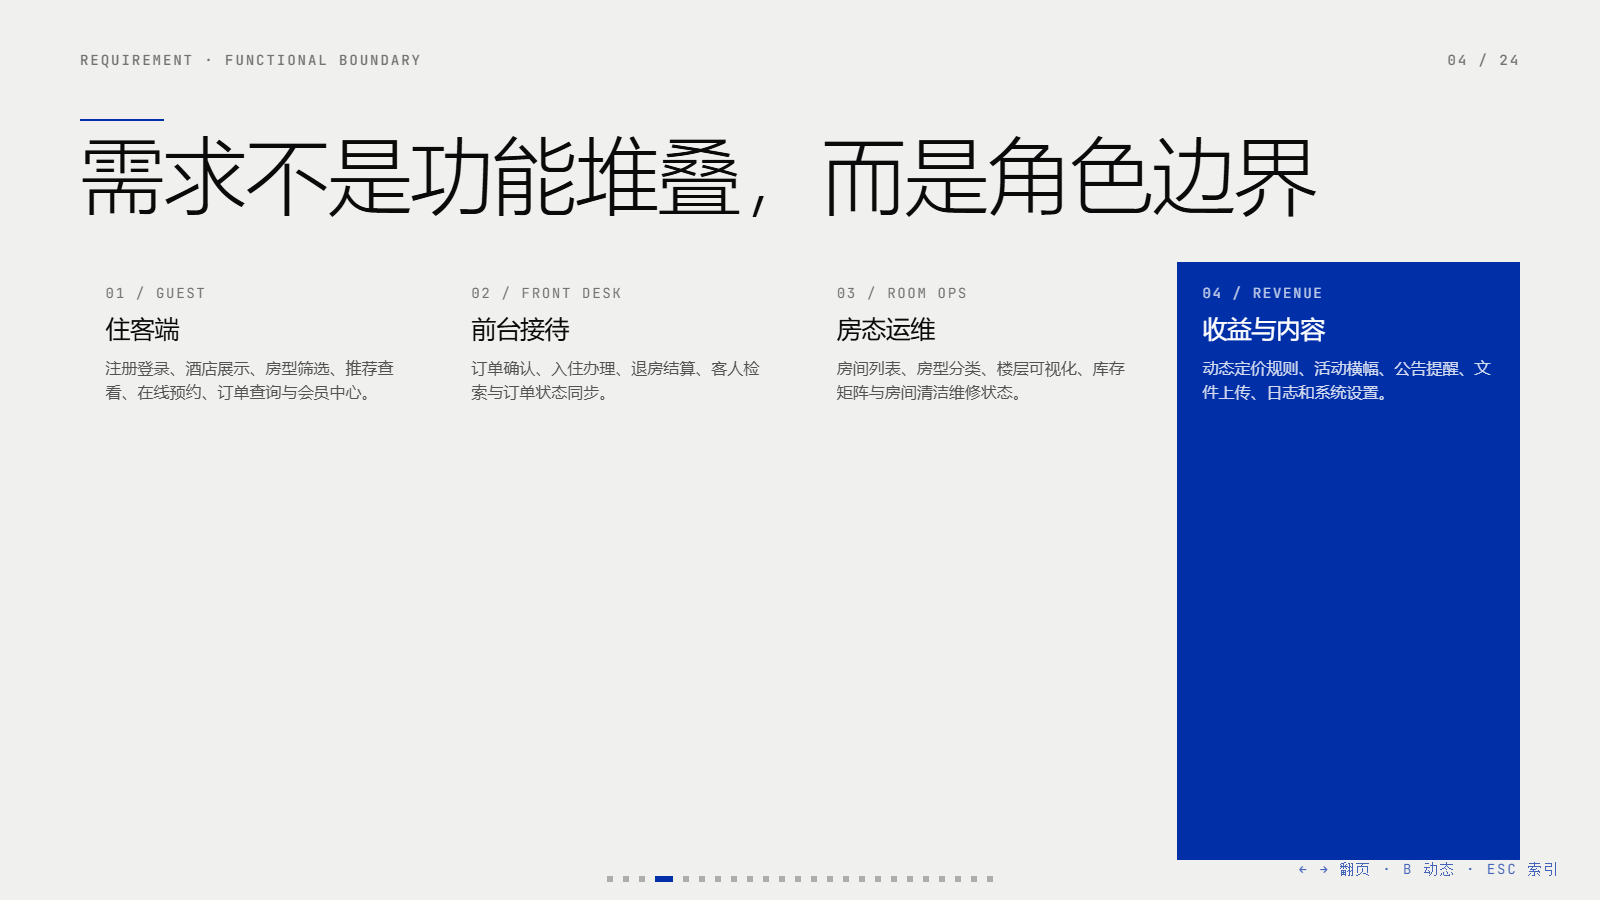 REQUIREMENT · FUNCTIONAL BOUNDARY
04 / 24
需求不是功能堆叠，而是角色边界
01 / GUEST
住客端
注册登录、酒店展示、房型筛选、推荐查
看、在线预约、订单查询与会员中心。
02 / FRONT DESK
前台接待
订单确认、入住办理、退房结算、客人检
索与订单状态同步。
03 / ROOM OPS
房态运维
房间列表、房型分类、楼层可视化、库存
矩阵与房间清洁维修状态。
04 / REVENUE
收益与内容
动态定价规则、活动横幅、公告提醒、文
件上传、日志和系统设置。
← → 翻页 · B 动态 · ESC 索引